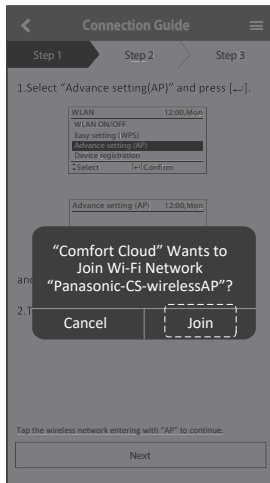 Connection Guide
Step 1
Step 2
Step 3
1.Select “Advance setting(AP)” and press [↵].
WLAN 12:00,Mon
WLAN ON/OFF
Easy setting (WPS)
Advance setting (AP)
Device registration
Select [↵]Confirm
Advance setting (AP) 12:00,Mon
“Comfort Cloud” Wants to
Join Wi-Fi Network
“Panasonic-CS-wirelessAP”?
and
2.T
Cancel
Join
Tap the wireless network entering with “AP” to continue.
Next